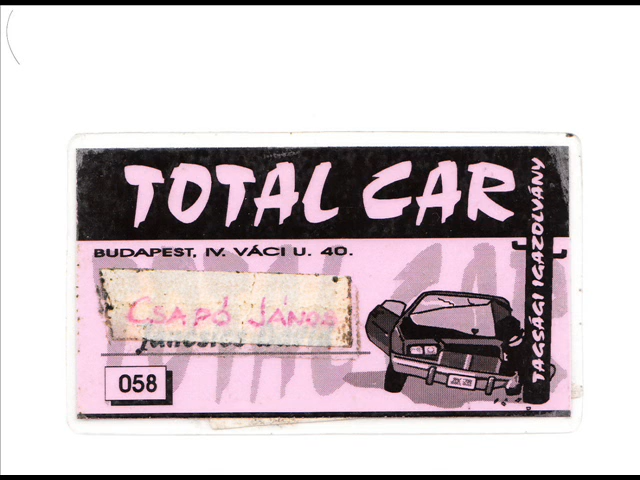 TOTAL CAR
BUDAPEST, IV. VÁCI U. 40.
CSAPÓ JÁNOS
058
TAGSÁGI IGAZOLVÁNY